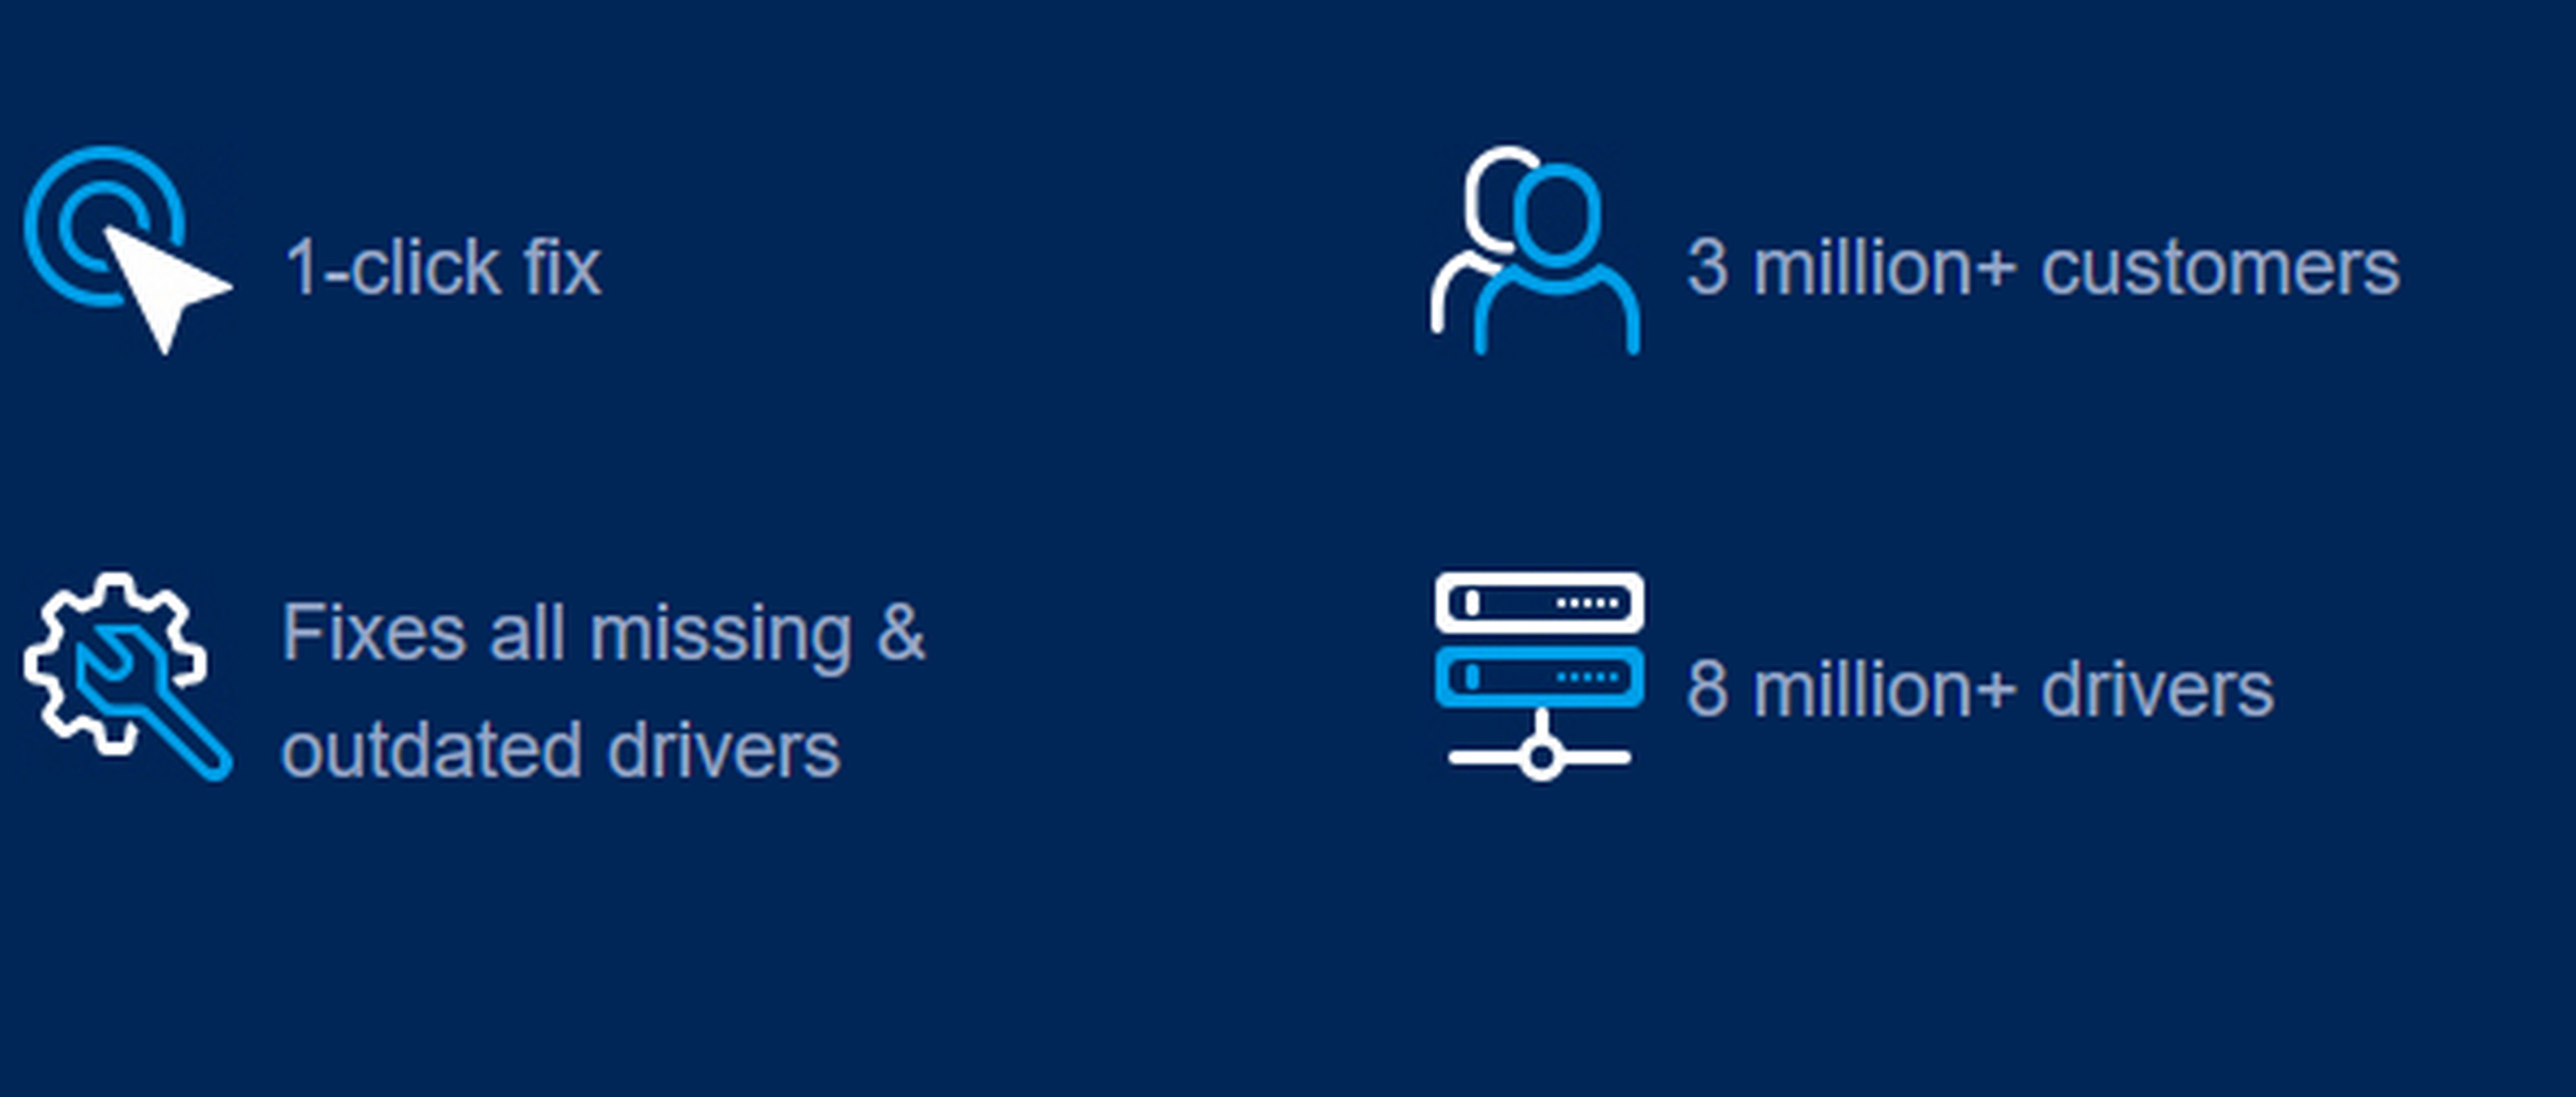 1-click fix
3 million+ customers
Fixes all missing &
outdated drivers
8 million+ drivers